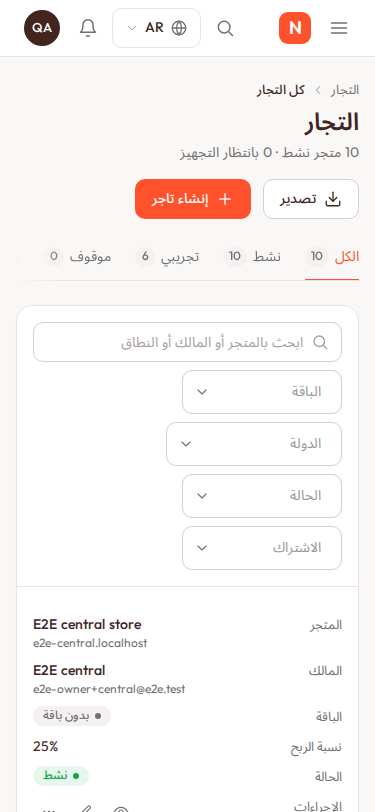 N
AR
QA
التجار
كل التجار
التجار
10 متجر نشط · 0 بانتظار التجهيز
تصدير
إنشاء تاجر
الكل 10
نشط 10
تجريبي 6
موقوف 0
ابحث بالمتجر أو المالك أو النطاق
الباقة
الدولة
الحالة
الاشتراك
المتجر
E2E central store
e2e-central.localhost
المالك
E2E central
e2e-owner+central@e2e.test
الباقة
بدون باقة
نسبة الربح
25%
الحالة
نشط
الإجراءات